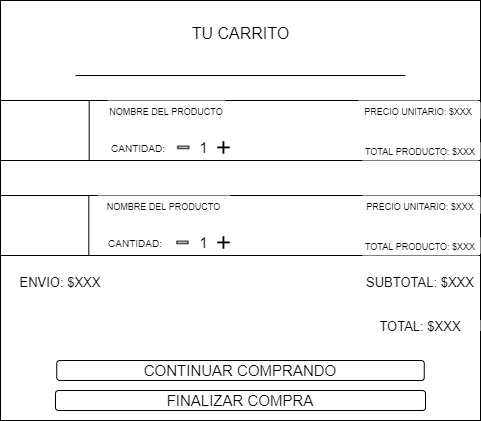 TU CARRITO
NOMBRE DEL PRODUCTO PRECIO UNITARIO: $XXX
CANTIDAD: - 1 + TOTAL PRODUCTO: $XXX
NOMBRE DEL PRODUCTO PRECIO UNITARIO: $XXX
CANTIDAD: - 1 + TOTAL PRODUCTO: $XXX
ENVIO: $XXX SUBTOTAL: $XXX
TOTAL: $XXX
CONTINUAR COMPRANDO
FINALIZAR COMPRA